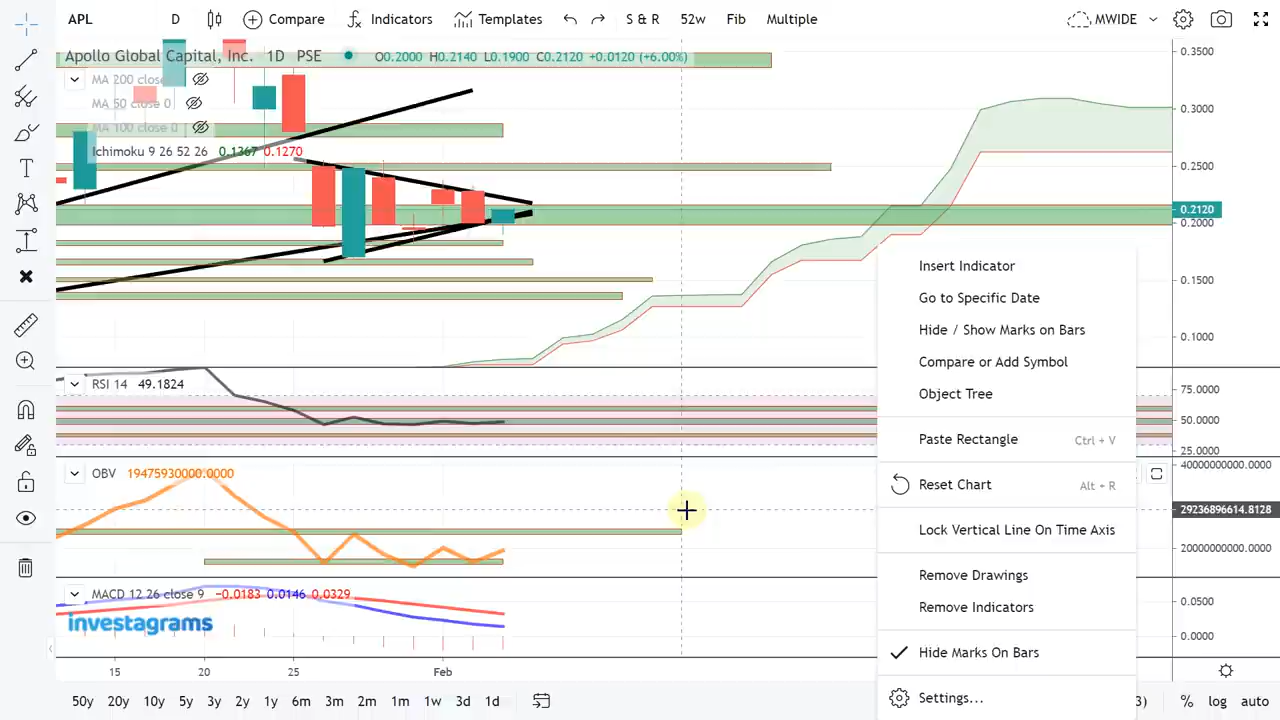 APL D Compare Indicators Templates S & R 52w Fib Multiple MWIDE
Apollo Global Capital, Inc. 1D PSE O0.2000 H0.2140 L0.1900 C0.2120 +0.0120 (+6.00%)
MA 200 close
MA 50 close 0
MA 100 close 0
Ichimoku 9 26 52 26 0.1367 0.1270
0.3500
0.3000
0.2500
0.2120
0.2000
0.1500
0.1000
Insert Indicator
Go to Specific Date
Hide / Show Marks on Bars
Compare or Add Symbol
Object Tree
Paste Rectangle Ctrl + V
Reset Chart Alt + R
Lock Vertical Line On Time Axis
Remove Drawings
Remove Indicators
Hide Marks On Bars
Settings...
RSI 14 49.1824
75.0000
50.0000
25.0000
OBV 19475930000.0000
40000000000.0000
29236896614.8128
20000000000.0000
MACD 12 26 close 9 −0.0183 0.0146 0.0329
0.0500
0.0000
investagrams
15 20 25 Feb
50y 20y 10y 5y 3y 2y 1y 6m 3m 2m 1m 1w 3d 1d 3) % log auto